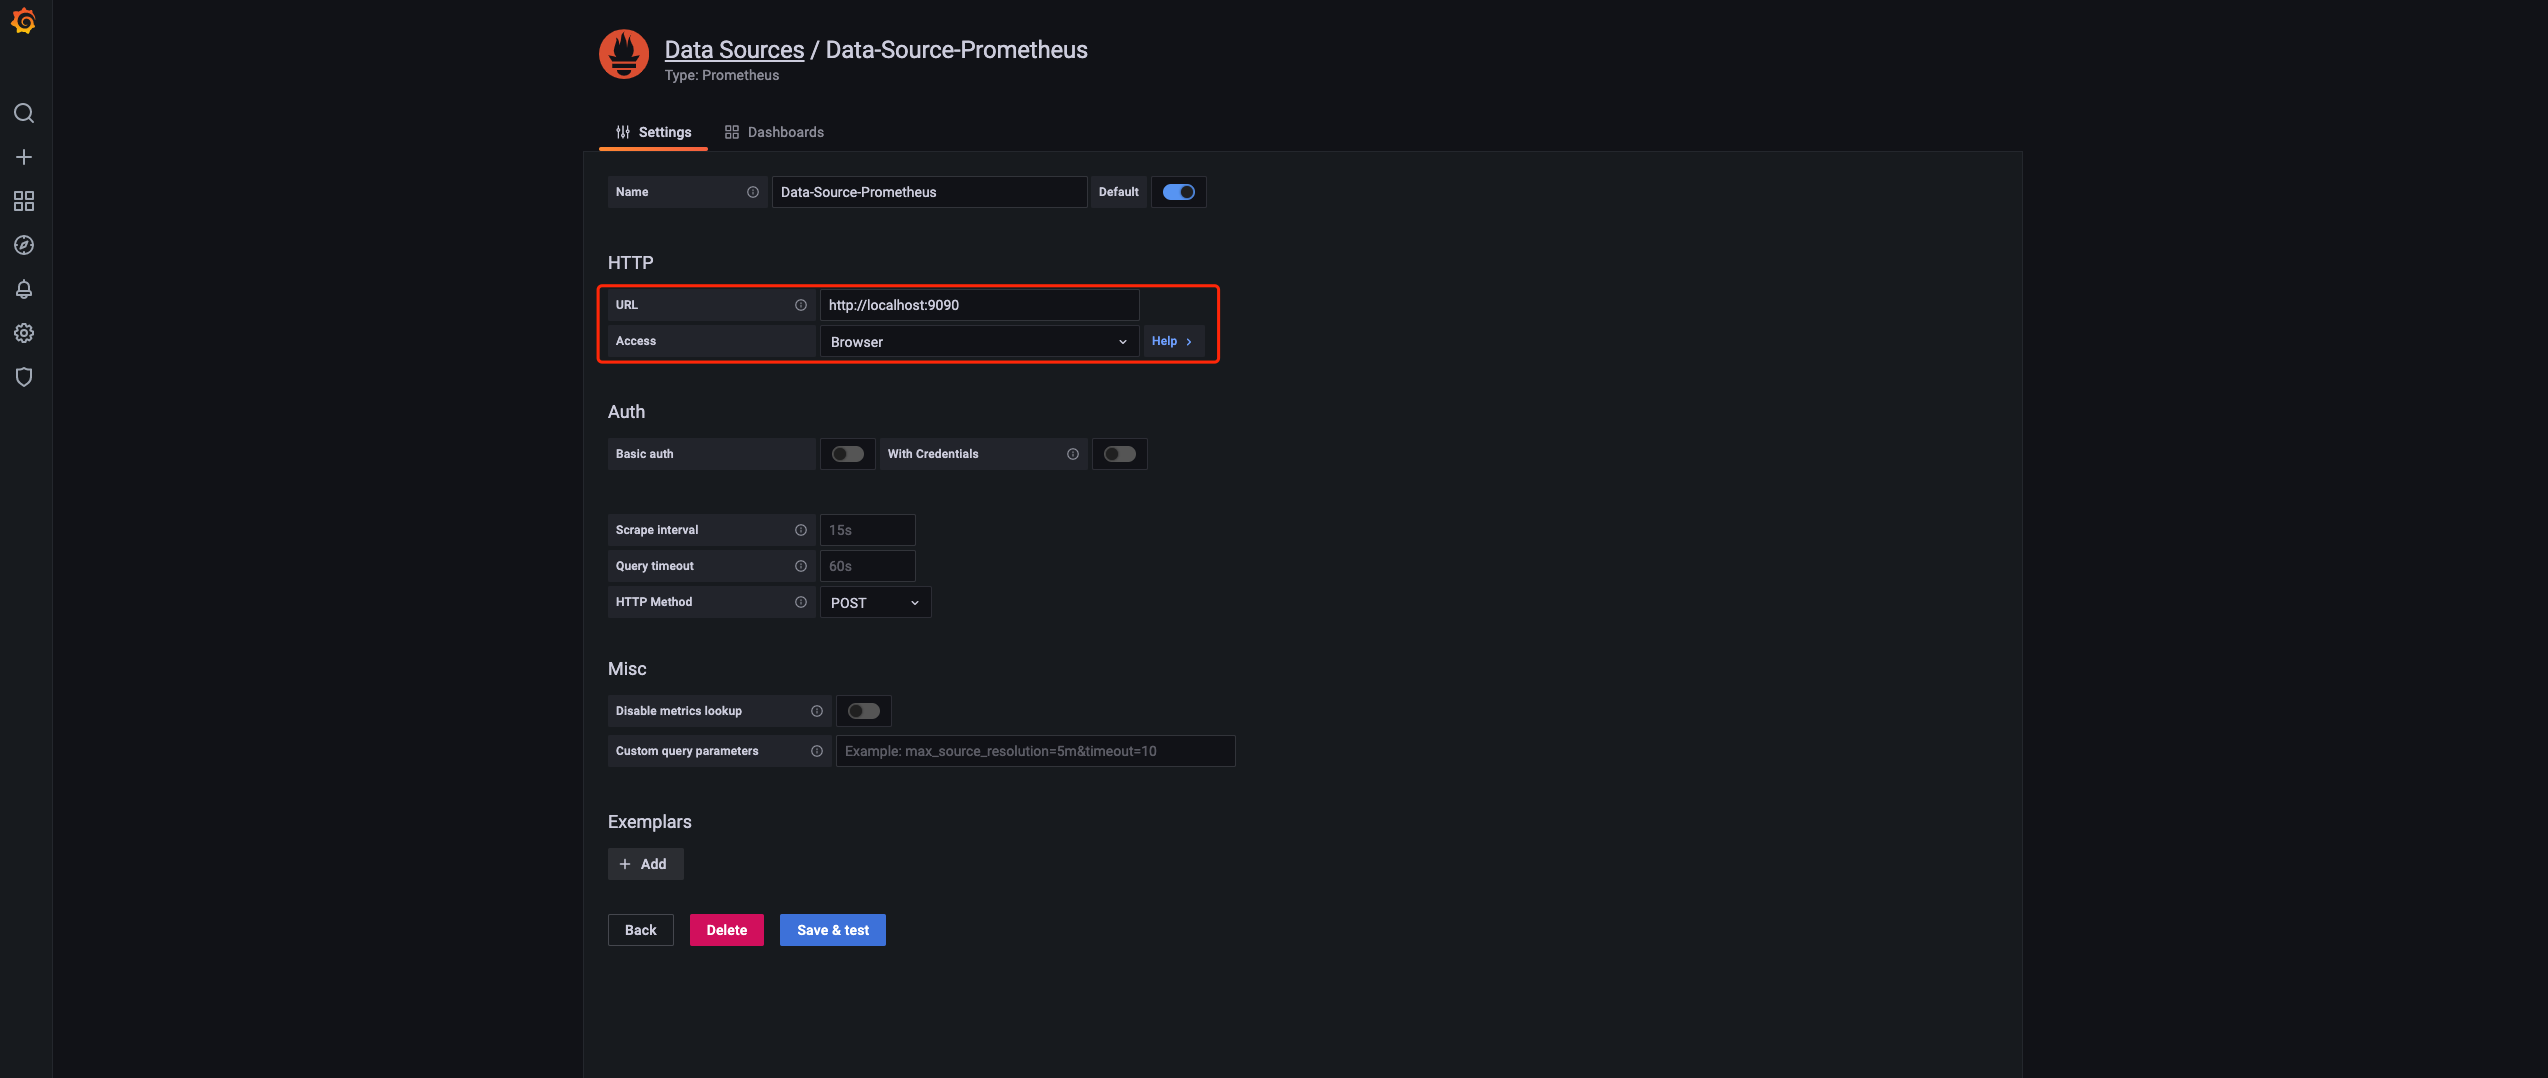 Data Sources / Data-Source-Prometheus
Type: Prometheus
Settings Dashboards
Name Data-Source-Prometheus Default
HTTP
URL http://localhost:9090
Access Browser Help
Auth
Basic auth With Credentials
Scrape interval 15s
Query timeout 60s
HTTP Method POST
Misc
Disable metrics lookup
Custom query parameters Example: max_source_resolution=5m&timeout=10
Exemplars
Add
Back Delete Save & test